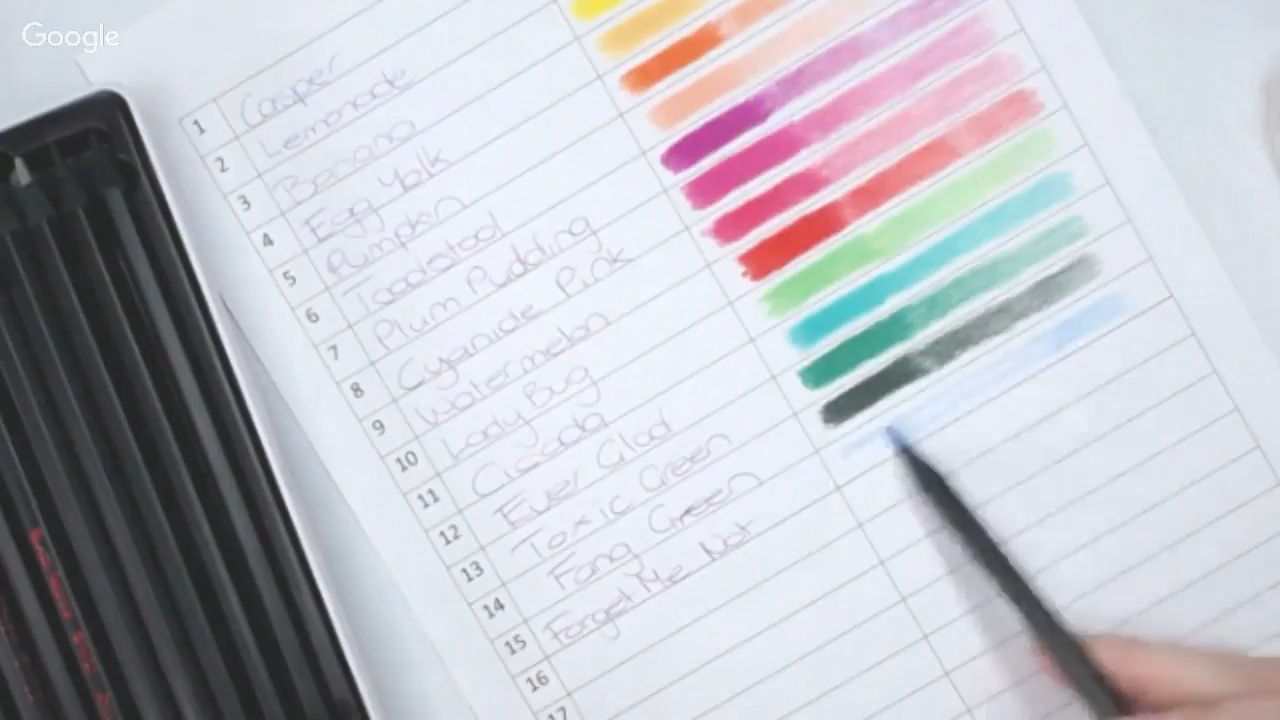 Google
1 Casper
2 Lemonade
3 Banana
4 Egg Yolk
5 Pumpkin
6 Toadstool
7 Plum Pudding
8 Cyanide Pink
9 Watermelon
10 Lady Bug
11 Cicada
12 Ever Glad
13 Toxic Green
14 Fang Green
15 Forget Me Not
16
17